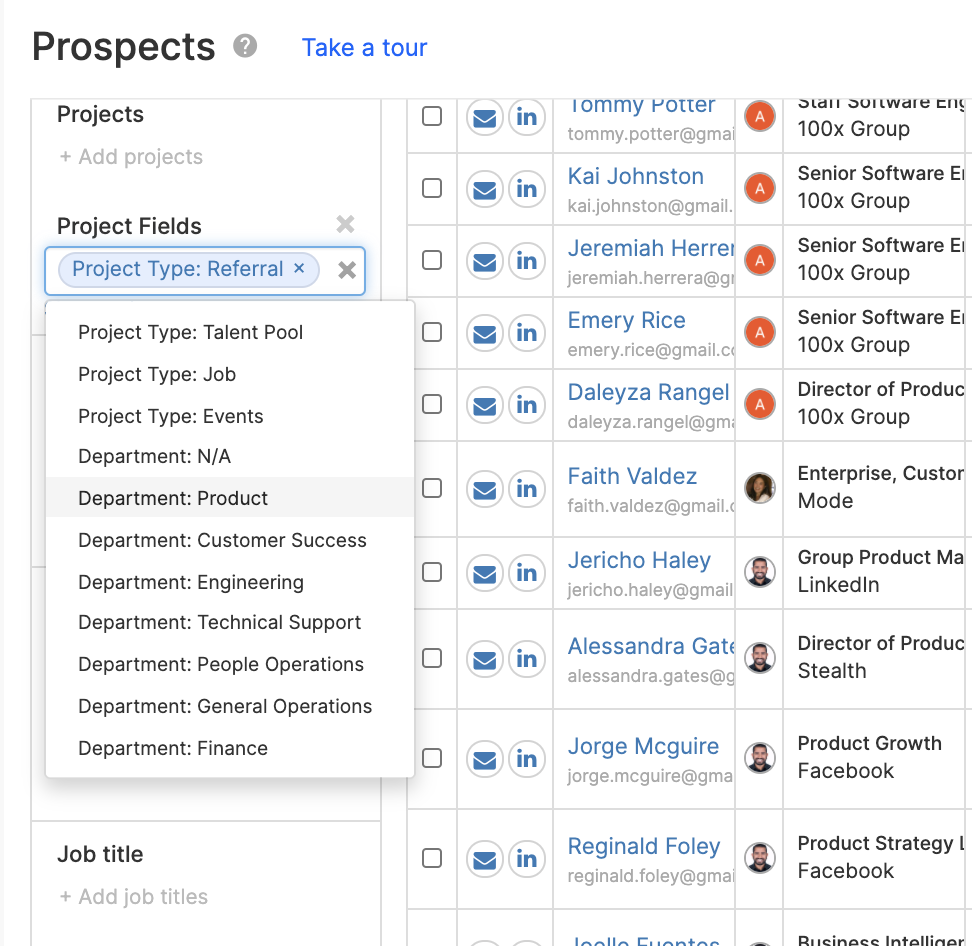 Prospects ? Take a tour
Projects
+ Add projects
Project Fields ×
Project Type: Referral × ×
Project Type: Talent Pool
Project Type: Job
Project Type: Events
Department: N/A
Department: Product
Department: Customer Success
Department: Engineering
Department: Technical Support
Department: People Operations
Department: General Operations
Department: Finance
Job title
+ Add job titles
in
Tommy Potter
tommy.potter@gmai
A
Staff Software Eng
100x Group
in
Kai Johnston
kai.johnston@gmail.
A
Senior Software En
100x Group
in
Jeremiah Herrer
jeremiah.herrera@gr
A
Senior Software En
100x Group
in
Emery Rice
emery.rice@gmail.co
A
Senior Software En
100x Group
in
Daleyza Rangel
daleyza.rangel@gma
A
Director of Produc
100x Group
in
Faith Valdez
faith.valdez@gmail.c
Enterprise, Custor
Mode
in
Jericho Haley
jericho.haley@gmail
Group Product Ma
LinkedIn
in
Alessandra Gate
alessandra.gates@g
Director of Produc
Stealth
in
Jorge Mcguire
jorge.mcguire@gma
Product Growth
Facebook
in
Reginald Foley
reginald.foley@gmai
Product Strategy L
Facebook
Joelle Fuentes
Business Intelliger